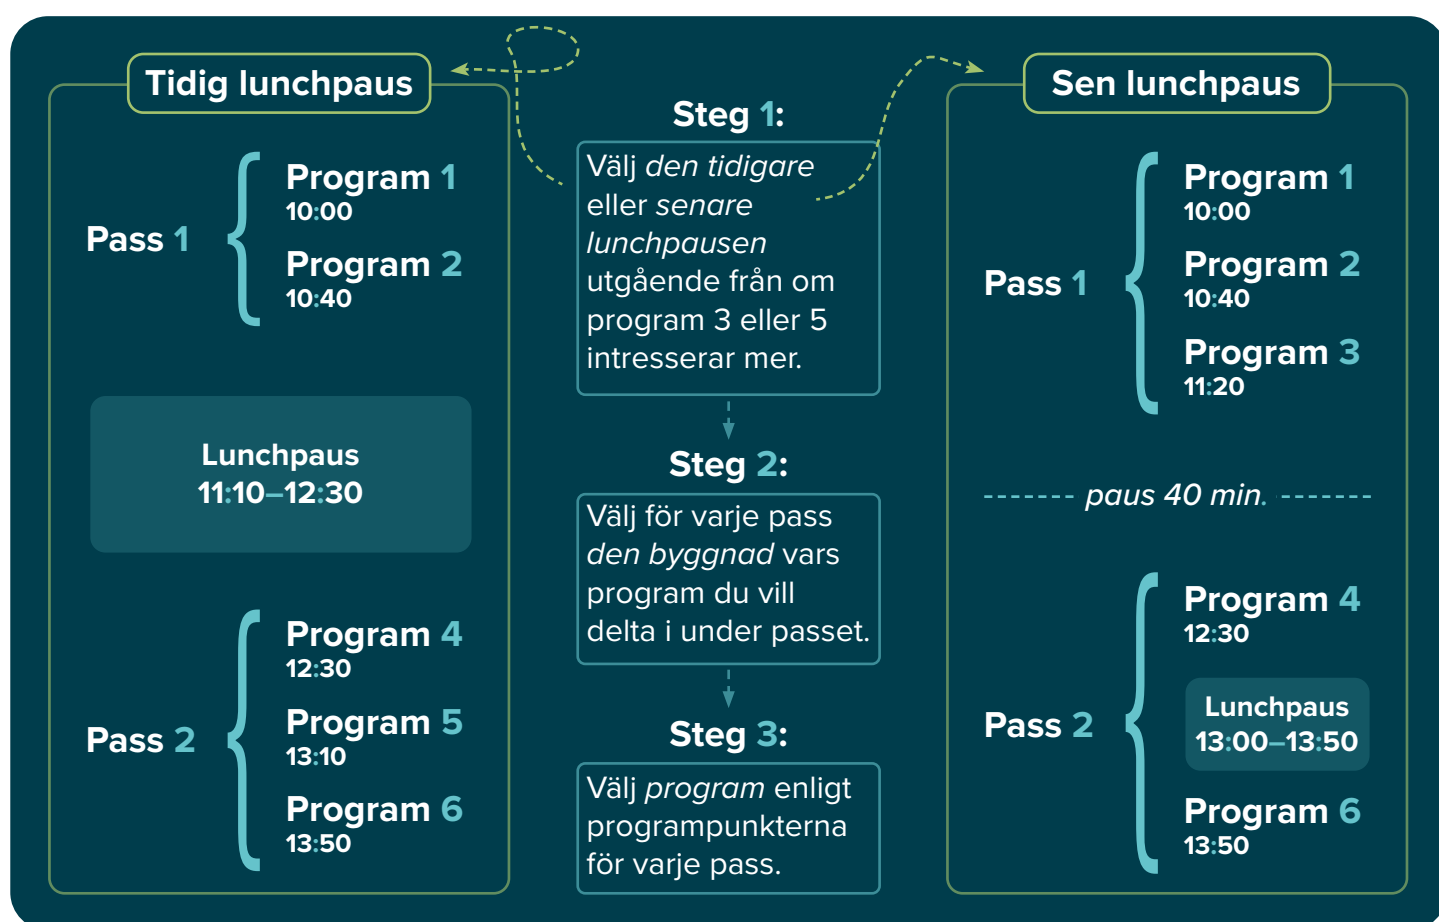 Tidig lunchpaus
Pass 1
Program 1
10:00
Program 2
10:40
Lunchpaus
11:10–12:30
Pass 2
Program 4
12:30
Program 5
13:10
Program 6
13:50
Steg 1:
Välj den tidigare
eller senare
lunchpausen
utgående från om
program 3 eller 5
intresserar mer.
Steg 2:
Välj för varje pass
den byggnad vars
program du vill
delta i under passet.
Steg 3:
Välj program enligt
programpunkterna
för varje pass.
Sen lunchpaus
Pass 1
Program 1
10:00
Program 2
10:40
Program 3
11:20
paus 40 min.
Pass 2
Program 4
12:30
Lunchpaus
13:00–13:50
Program 6
13:50